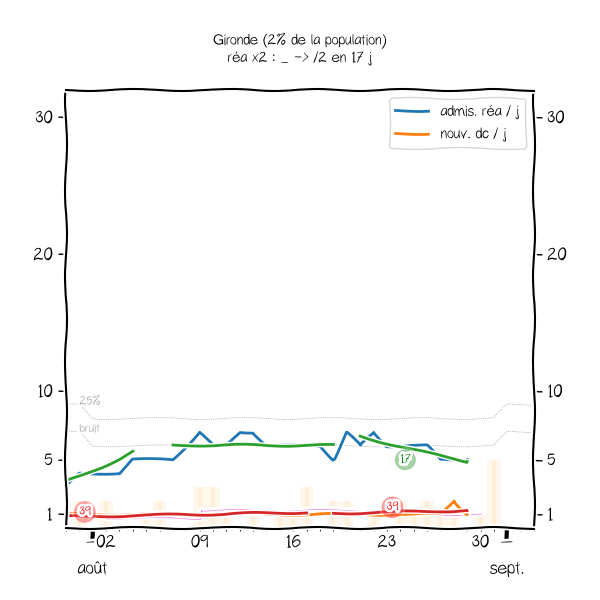 Gironde (2% de la population)
réa x2 : _ -> /2 en 17 j
admis. réa / j
nouv. dc / j
30
30
20
20
10
10
25%
bruit
5
5
17
39
39
1
1
02
09
16
23
30
août
sept.